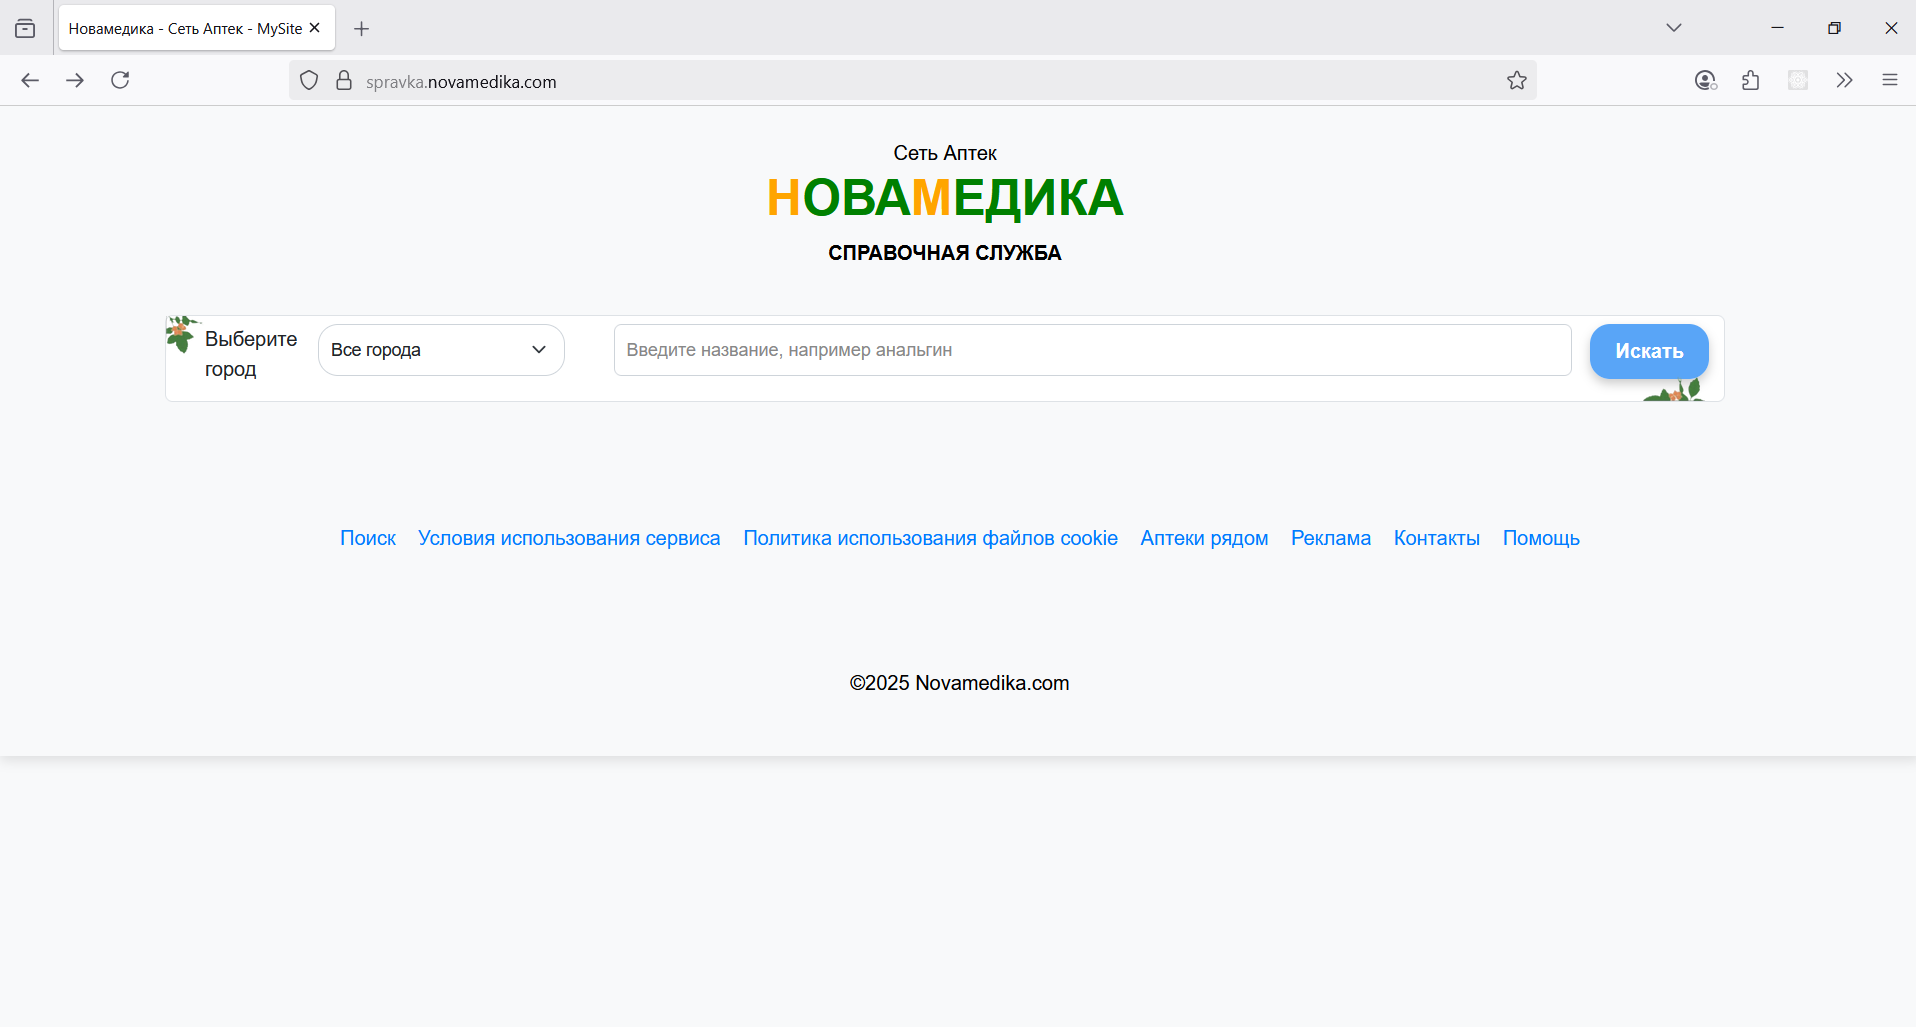 Новамедика - Сеть Аптек - MySite
spravka.novamedika.com
Сеть Аптек
НОВАМЕДИКА
СПРАВОЧНАЯ СЛУЖБА
Выберите
город
Все города
Введите название, например анальгин
Искать
Поиск Условия использования сервиса Политика использования файлов cookie Аптеки рядом Реклама Контакты Помощь
©2025 Novamedika.com